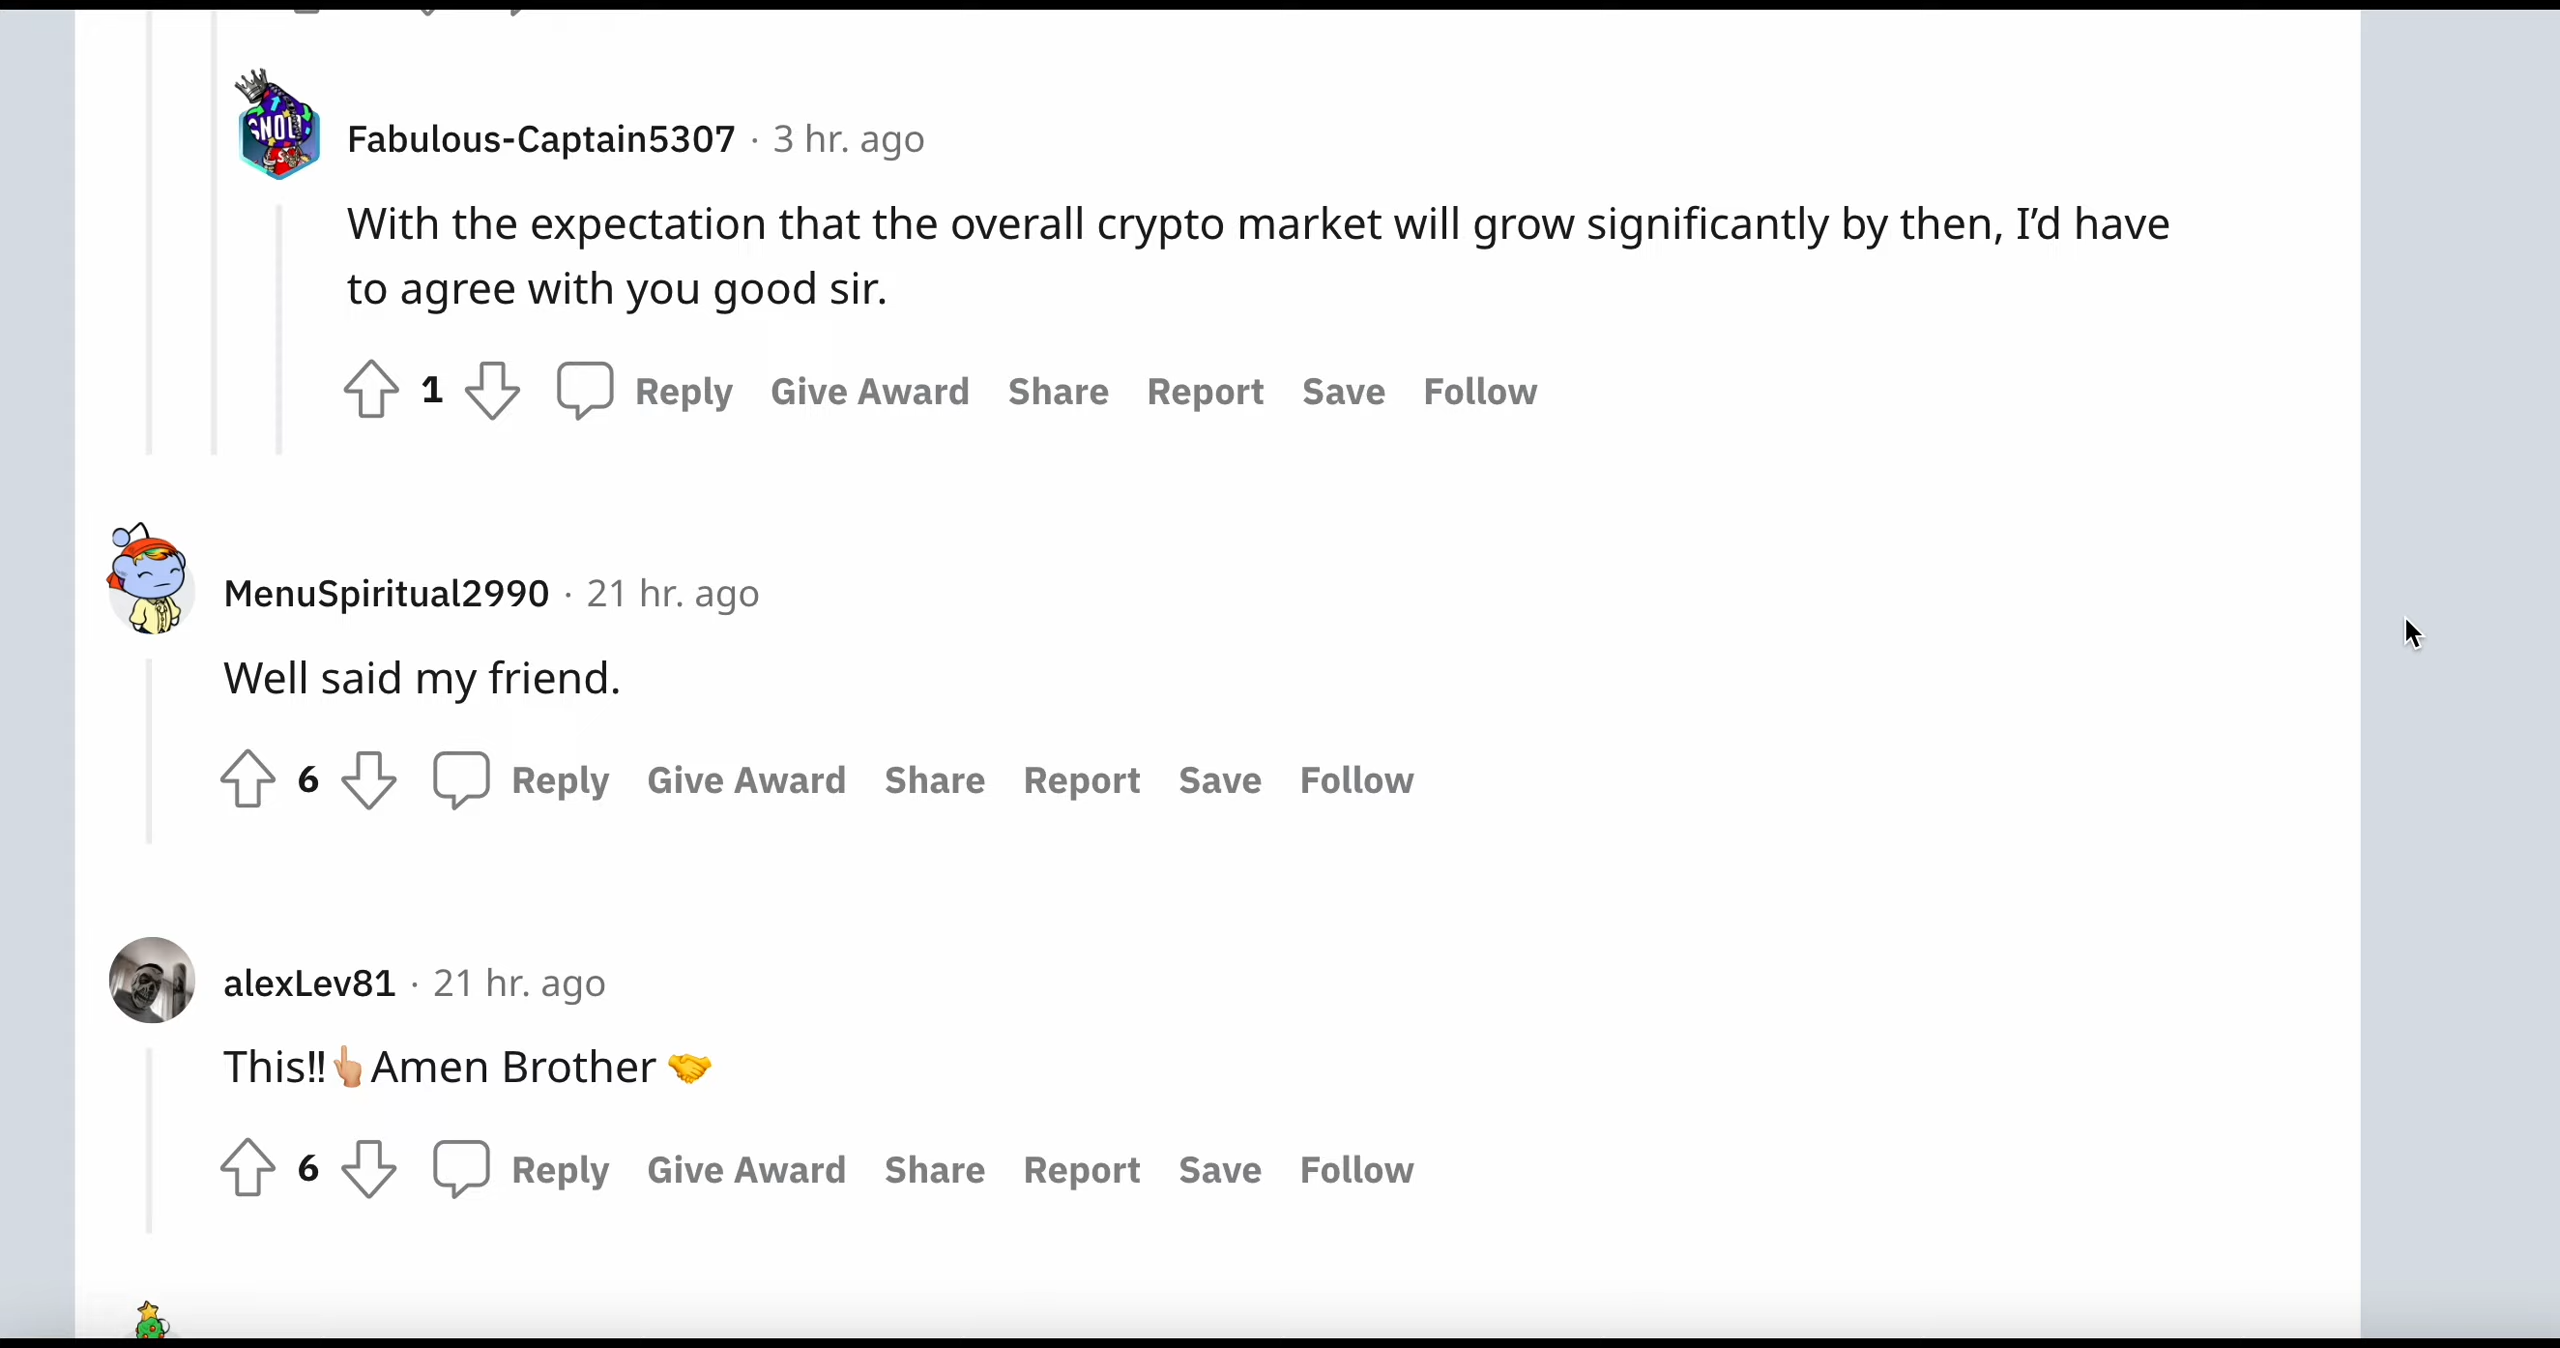 SNOO
Fabulous-Captain5307 · 3 hr. ago
With the expectation that the overall crypto market will grow significantly by then, I’d have
to agree with you good sir.
1 Reply Give Award Share Report Save Follow
MenuSpiritual2990 · 21 hr. ago
Well said my friend.
6 Reply Give Award Share Report Save Follow
alexLev81 · 21 hr. ago
This!!👆🏼Amen Brother 🤝
6 Reply Give Award Share Report Save Follow